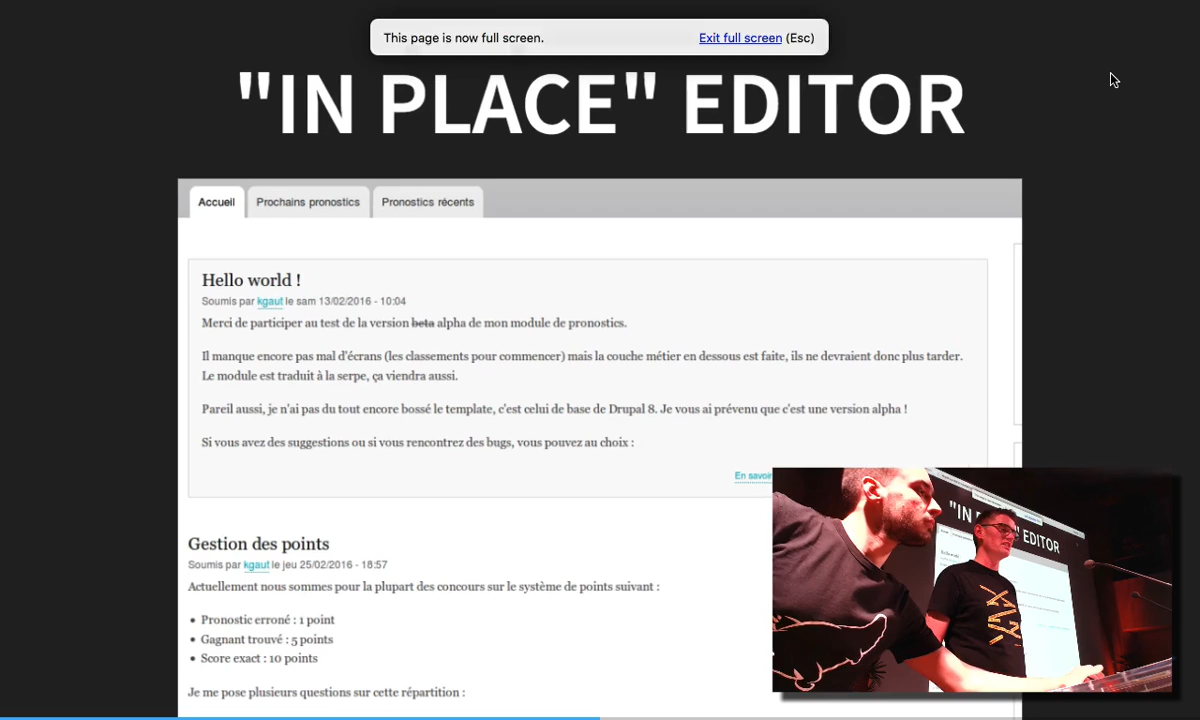 This page is now full screen. Exit full screen (Esc)
"IN PLACE" EDITOR
Accueil Prochains pronostics Pronostics récents
Hello world !
Soumis par kgaut le sam 13/02/2016 - 10:04
Merci de participer au test de la version beta alpha de mon module de pronostics.
Il manque encore pas mal d'écrans (les classements pour commencer) mais la couche métier en dessous est faite, ils ne devraient donc plus tarder.
Le module est traduit à la serpe, ça viendra aussi.
Pareil aussi, je n'ai pas du tout encore bossé le template, c'est celui de base de Drupal 8. Je vous ai prévenu que c'est une version alpha !
Si vous avez des suggestions ou si vous rencontrez des bugs, vous pouvez au choix :
En savoir
Gestion des points
Soumis par kgaut le jeu 25/02/2016 - 18:57
Actuellement nous sommes pour la plupart des concours sur le système de points suivant :
• Pronostic erroné : 1 point
• Gagnant trouvé : 5 points
• Score exact : 10 points
Je me pose plusieurs questions sur cette répartition :
"IN
EDITOR